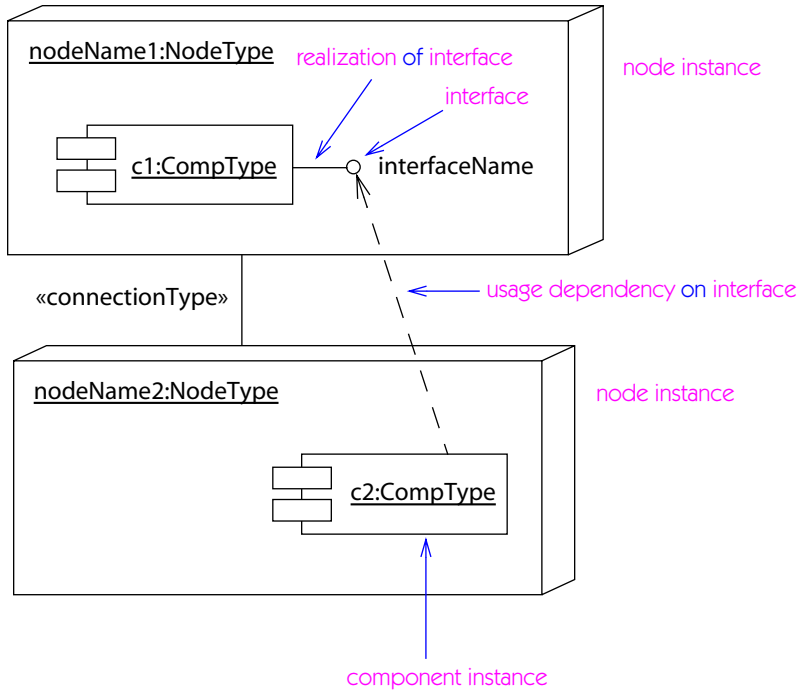 nodeName1:NodeType
realization of interface
node instance
interface
c1:CompType
interfaceName
«connectionType»
usage dependency on interface
nodeName2:NodeType
node instance
c2:CompType
component instance